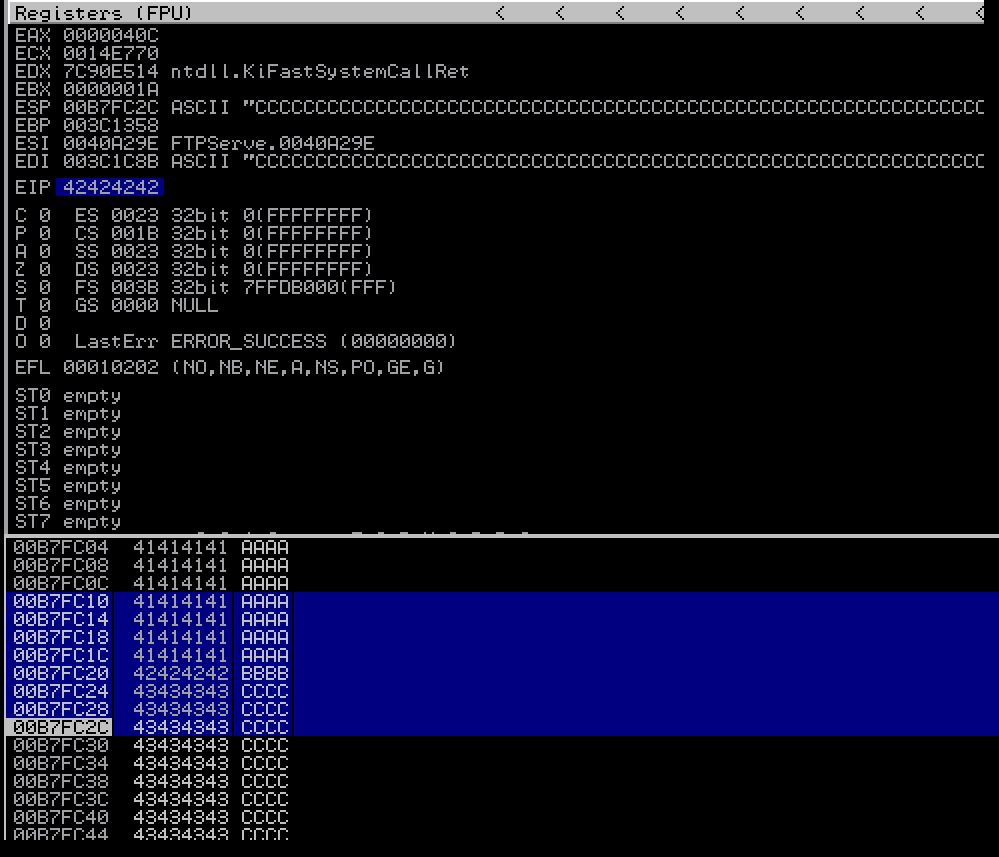 Registers (FPU) < < < < < < < < <
EAX 0000040C
ECX 0014E770
EDX 7C90E514 ntdll.KiFastSystemCallRet
EBX 0000001A
ESP 00B7FC2C ASCII "CCCCCCCCCCCCCCCCCCCCCCCCCCCCCCCCCCCCCCCCCCCCCCCCCCCCCCCCCCCCC
EBP 003C1358
ESI 0040A29E FTPServe.0040A29E
EDI 003C1C8B ASCII "CCCCCCCCCCCCCCCCCCCCCCCCCCCCCCCCCCCCCCCCCCCCCCCCCCCCCCCCCCCCC
EIP 42424242
C 0 ES 0023 32bit 0(FFFFFFFF)
P 0 CS 001B 32bit 0(FFFFFFFF)
A 0 SS 0023 32bit 0(FFFFFFFF)
Z 0 DS 0023 32bit 0(FFFFFFFF)
S 0 FS 003B 32bit 7FFDB000(FFF)
T 0 GS 0000 NULL
D 0
O 0 LastErr ERROR_SUCCESS (00000000)
EFL 00010202 (NO,NB,NE,A,NS,PO,GE,G)
ST0 empty
ST1 empty
ST2 empty
ST3 empty
ST4 empty
ST5 empty
ST6 empty
ST7 empty
00B7FC04 41414141 AAAA
00B7FC08 41414141 AAAA
00B7FC0C 41414141 AAAA
00B7FC10 41414141 AAAA
00B7FC14 41414141 AAAA
00B7FC18 41414141 AAAA
00B7FC1C 41414141 AAAA
00B7FC20 42424242 BBBB
00B7FC24 43434343 CCCC
00B7FC28 43434343 CCCC
00B7FC2C 43434343 CCCC
00B7FC30 43434343 CCCC
00B7FC34 43434343 CCCC
00B7FC38 43434343 CCCC
00B7FC3C 43434343 CCCC
00B7FC40 43434343 CCCC
00B7FC44 43434343 CCCC